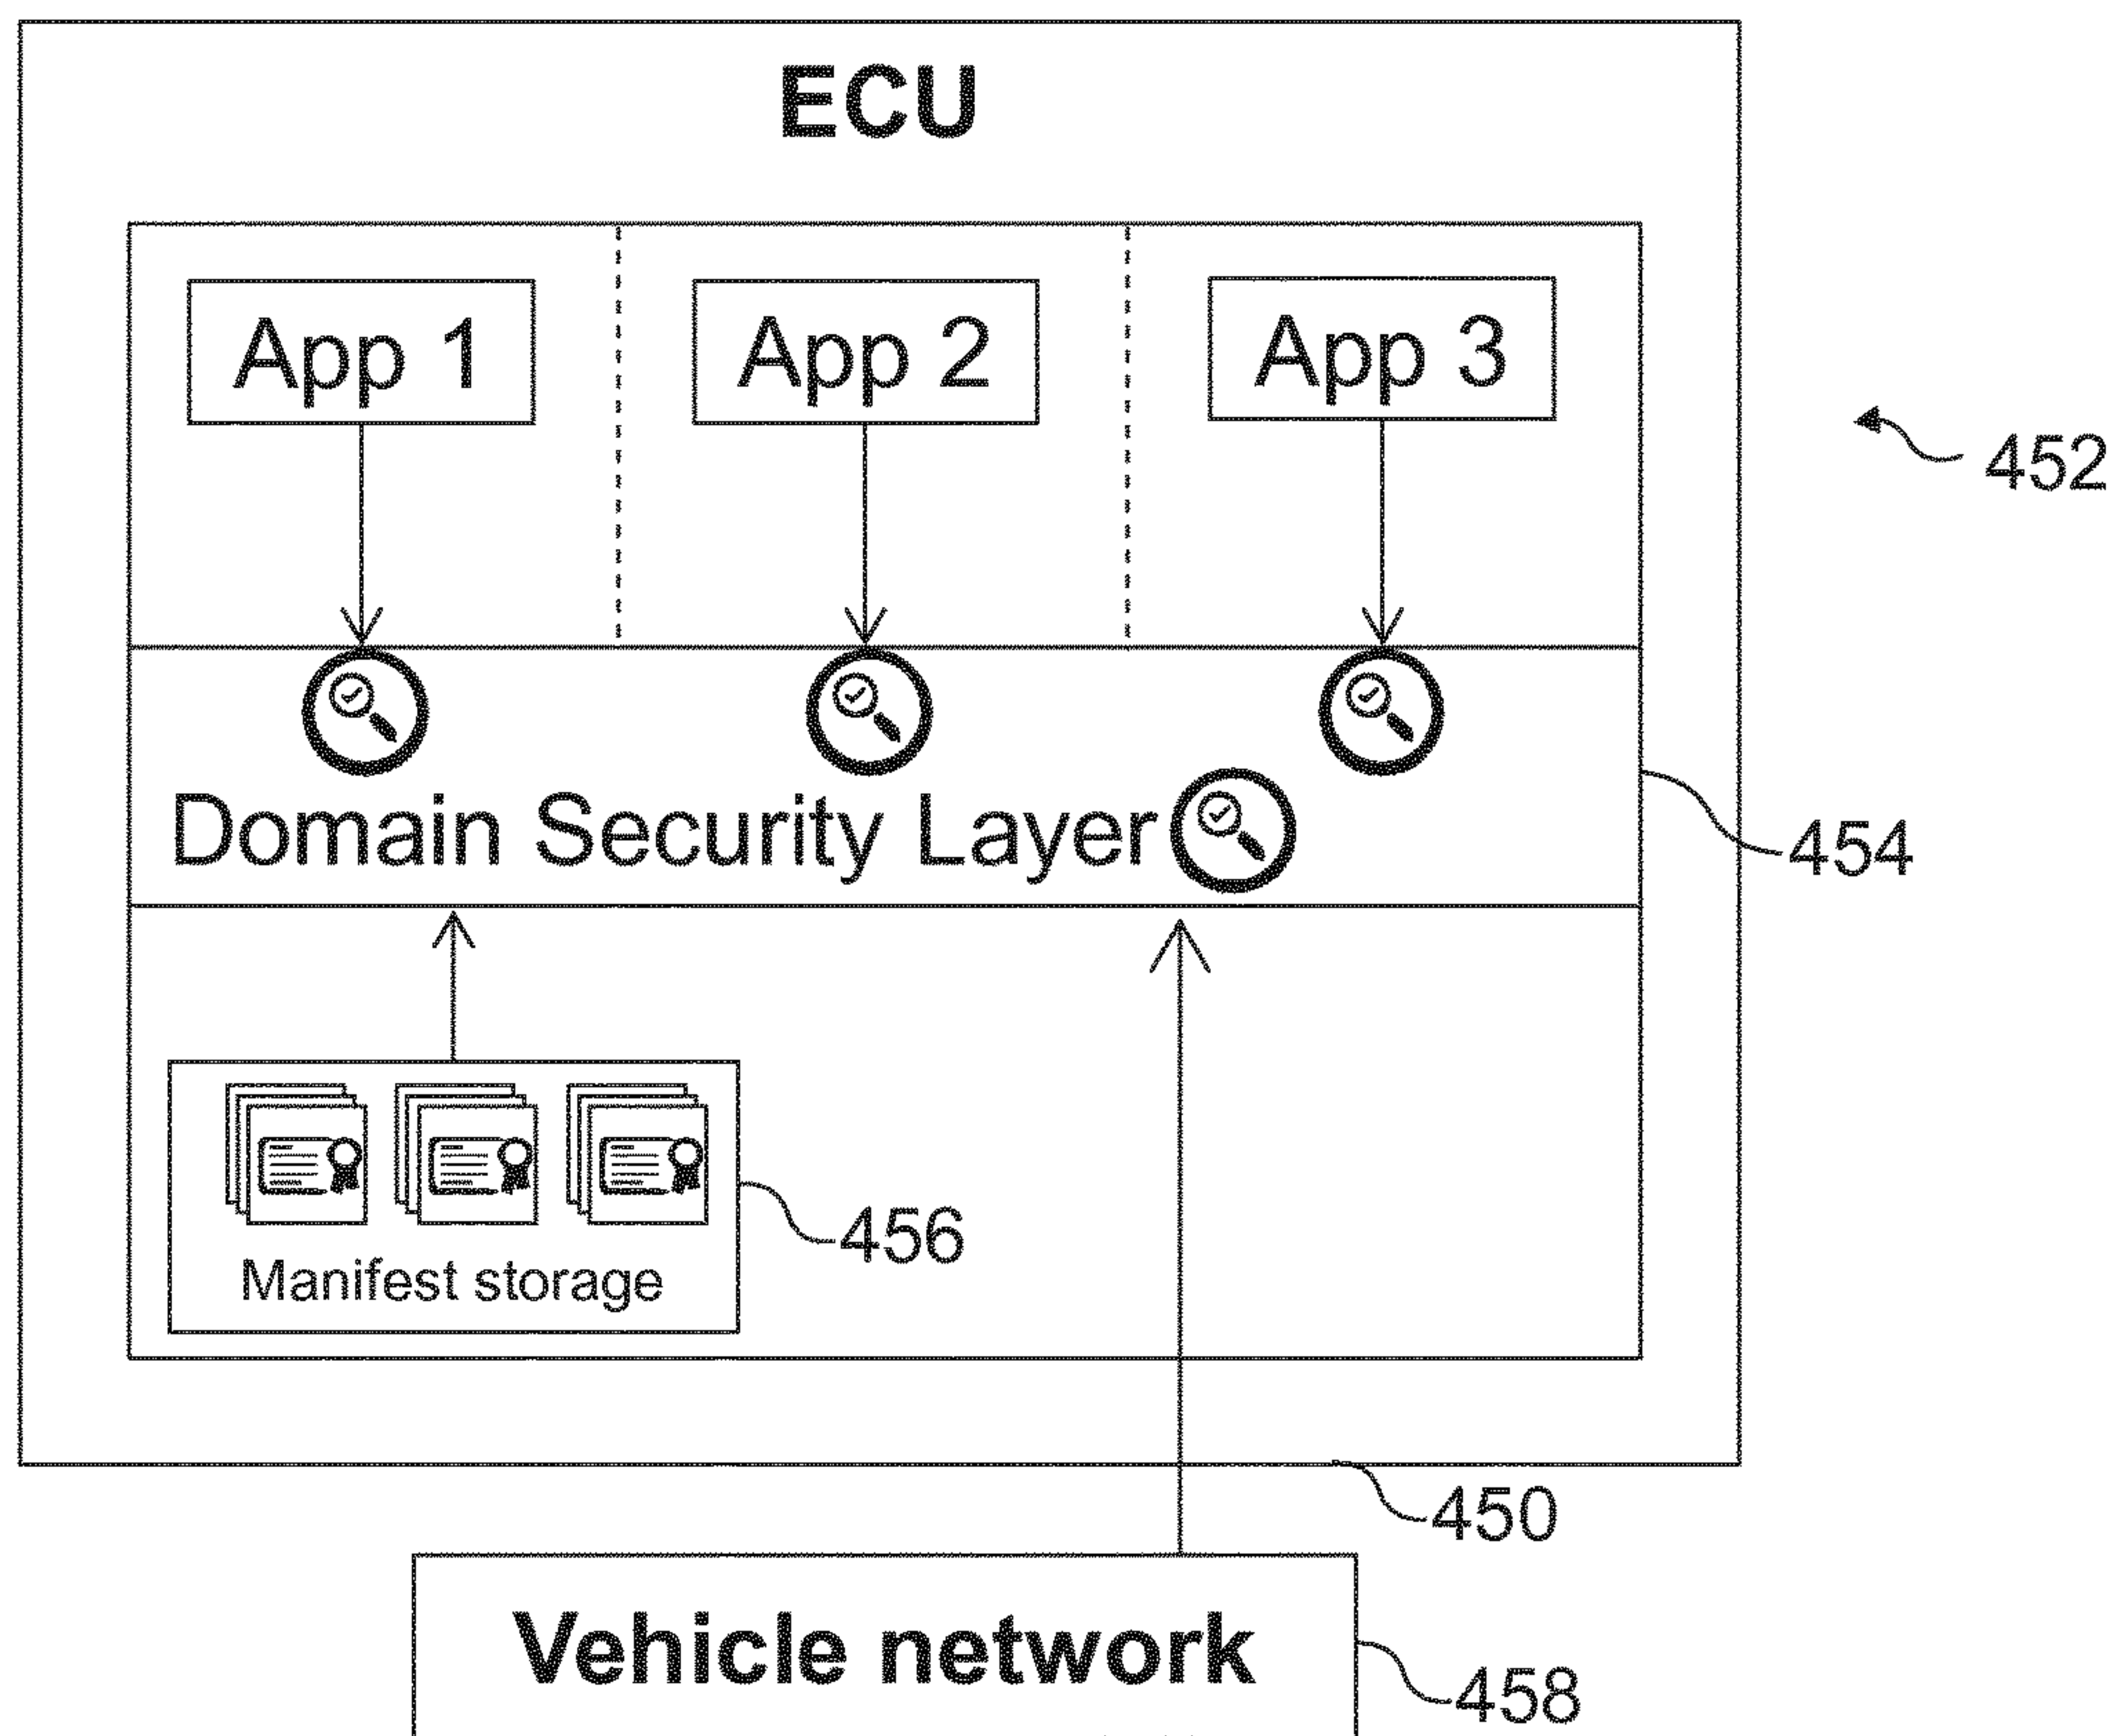 ECU
App 1
App 2
App 3
452
Domain Security Layer
454
456
Manifest storage
450
Vehicle network
458